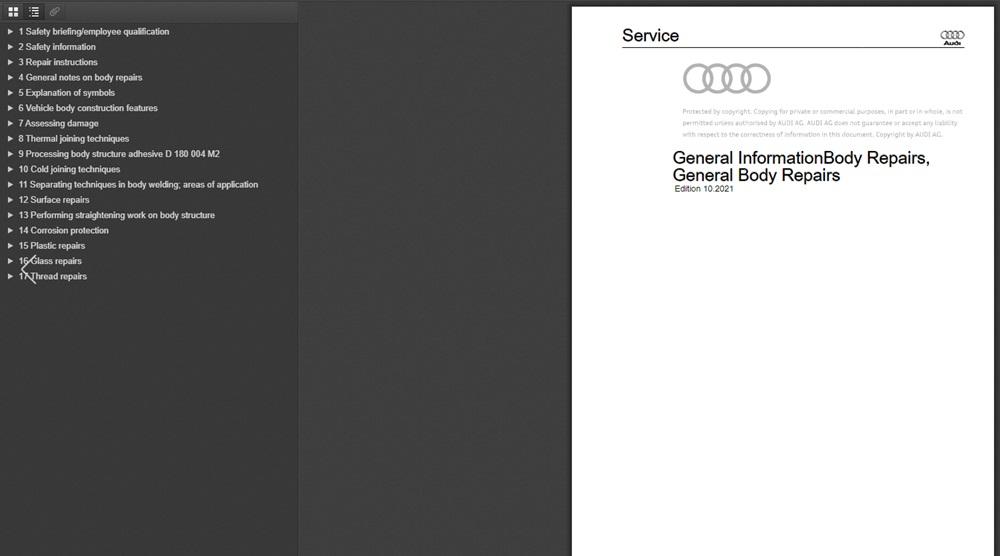 1 Safety briefing/employee qualification
2 Safety information
3 Repair instructions
4 General notes on body repairs
5 Explanation of symbols
6 Vehicle body construction features
7 Assessing damage
8 Thermal joining techniques
9 Processing body structure adhesive D 180 004 M2
10 Cold joining techniques
11 Separating techniques in body welding; areas of application
12 Surface repairs
13 Performing straightening work on body structure
14 Corrosion protection
15 Plastic repairs
16 Glass repairs
17 Thread repairs
Service
Audi
Protected by copyright. Copying for private or commercial purposes, in part or in whole, is not
permitted unless authorised by AUDI AG. AUDI AG does not guarantee or accept any liability
with respect to the correctness of information in this document. Copyright by AUDI AG.
General InformationBody Repairs,
General Body Repairs
Edition 10.2021